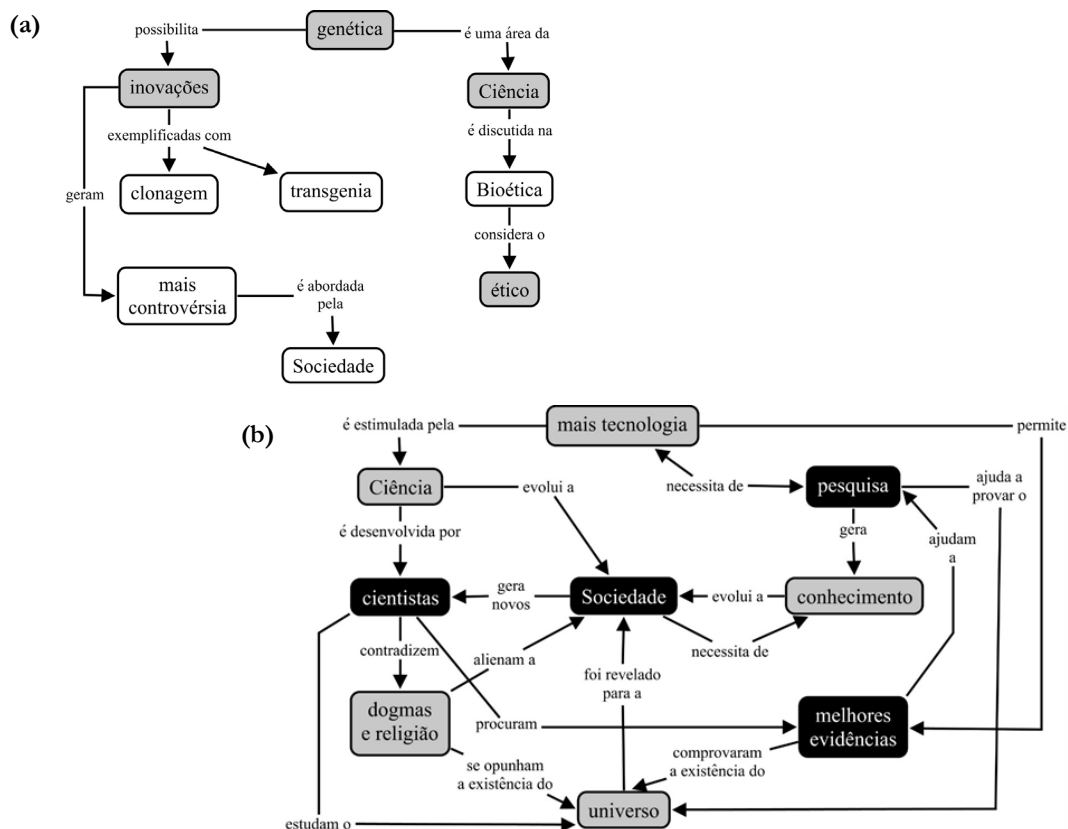 (a)
possibilita
genética
é uma área da
inovações
Ciência
exemplificadas com
é discutida na
geram
clonagem
transgenia
Bioética
considera o
mais
controvérsia
é abordada
pela
ético
Sociedade
(b)
é estimulada pela
mais tecnologia
permite
Ciência
evolui a
necessita de
pesquisa
ajuda a
provar o
é desenvolvida por
gera
ajudam
a
cientistas
gera
novos
Sociedade
evolui a
conhecimento
contradizem
alienam a
foi revelado
para a
necessita de
dogmas
e religião
procuram
melhores
evidências
se opunham
a existência do
comprovaram
a existência do
universo
estudam o